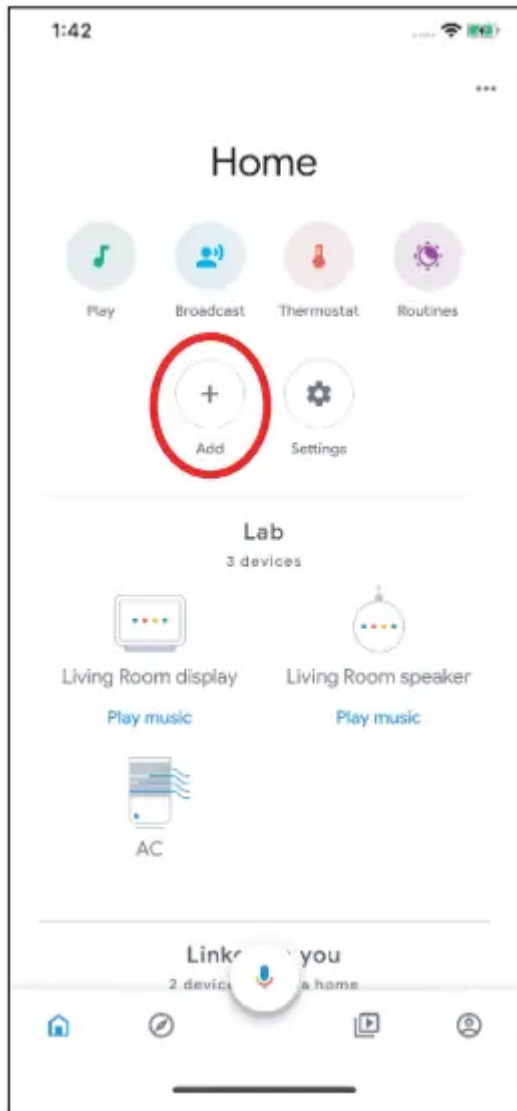 1:42
Home
Play Broadcast Thermostat Routines
Add Settings
Lab
3 devices
Living Room display Living Room speaker
Play music Play music
AC
you
2 a home